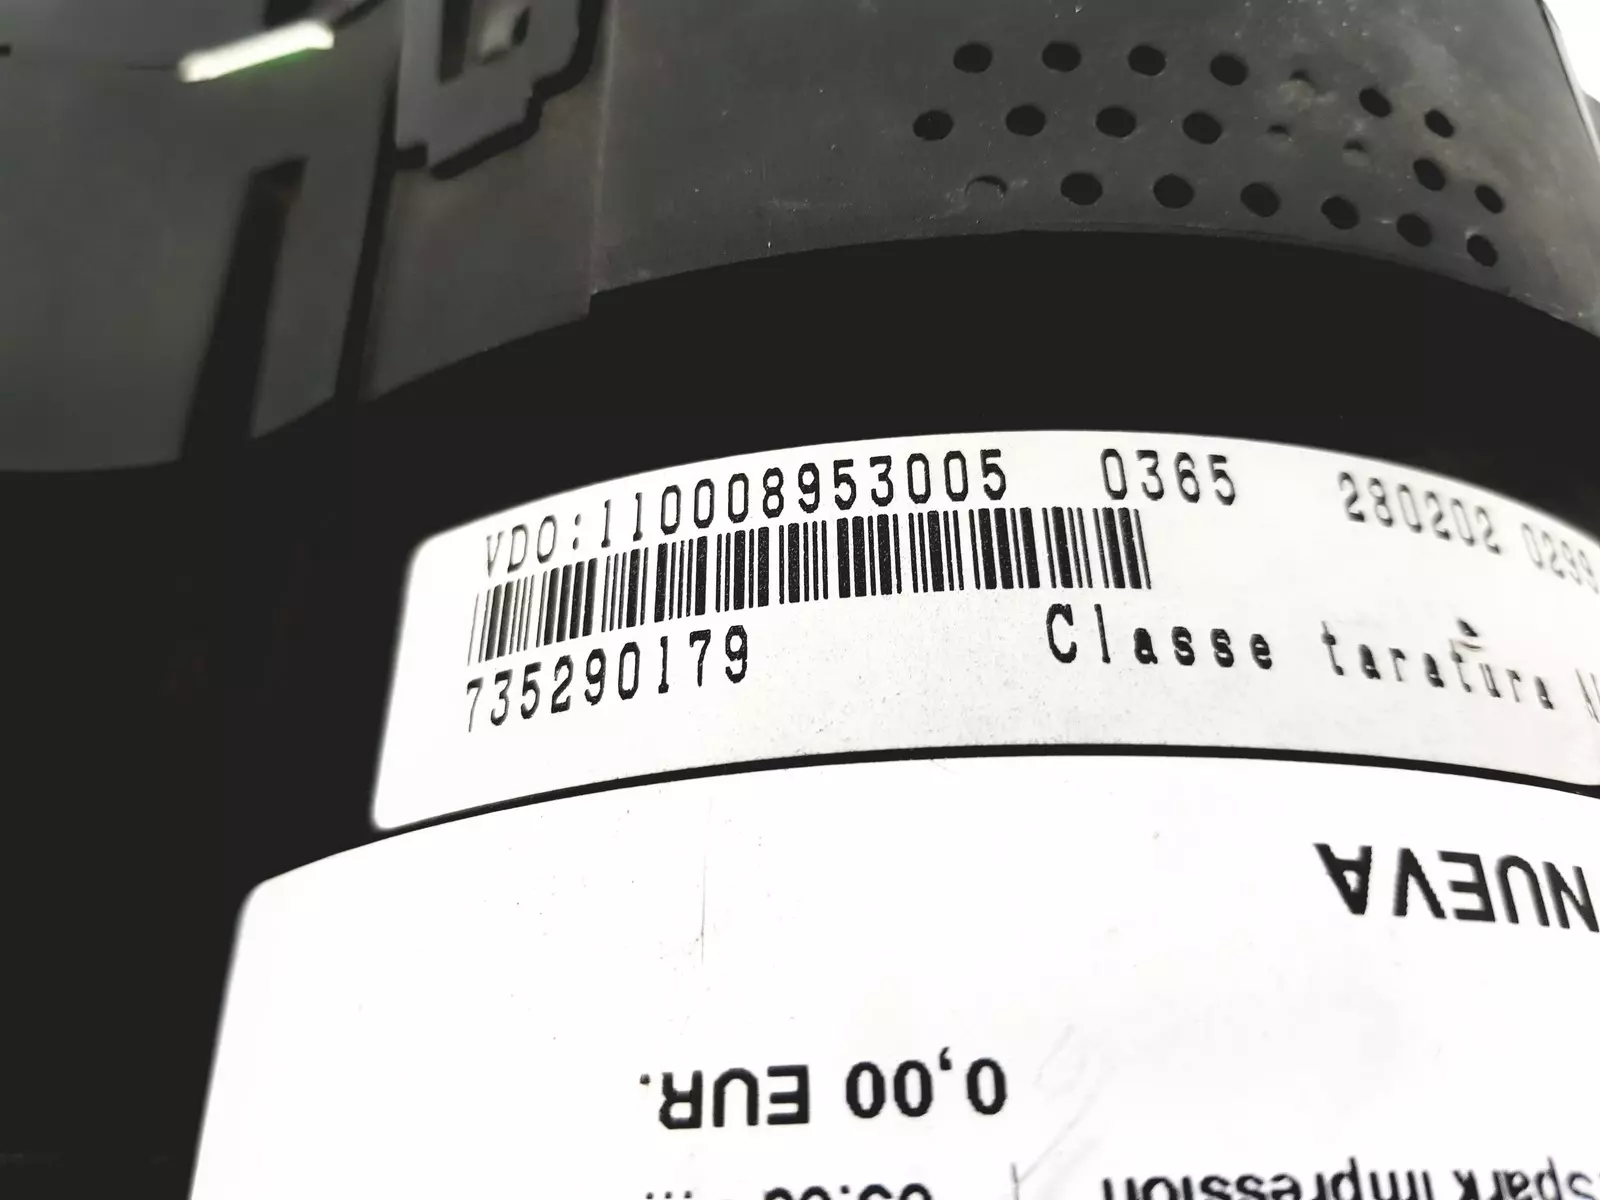 VDO:110008953005 0365 280202
735290179 Classe taratura
NUEVA
0,00 EUR.